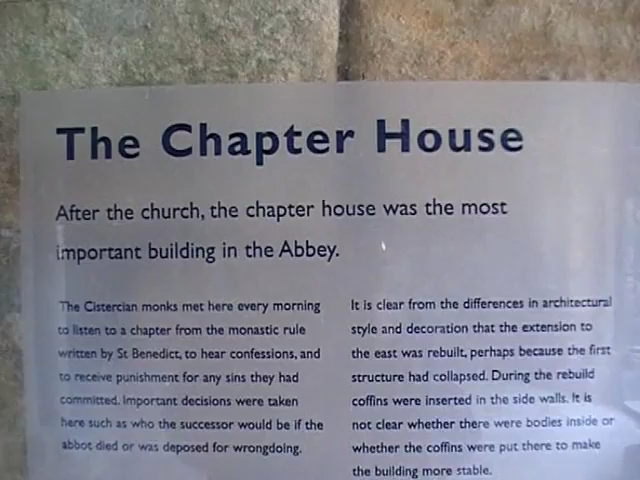 The Chapter House
After the church, the chapter house was the most
important building in the Abbey.
The Cistercian monks met here every morning
to listen to a chapter from the monastic rule
written by St Benedict, to hear confessions, and
to receive punishment for any sins they had
committed. Important decisions were taken
here such as who the successor would be if the
abbot died or was deposed for wrongdoing.
It is clear from the differences in architectural
style and decoration that the extension to
the east was rebuilt, perhaps because the first
structure had collapsed. During the rebuild
coffins were inserted in the side walls. It is
not clear whether there were bodies inside or
whether the coffins were put there to make
the building more stable.